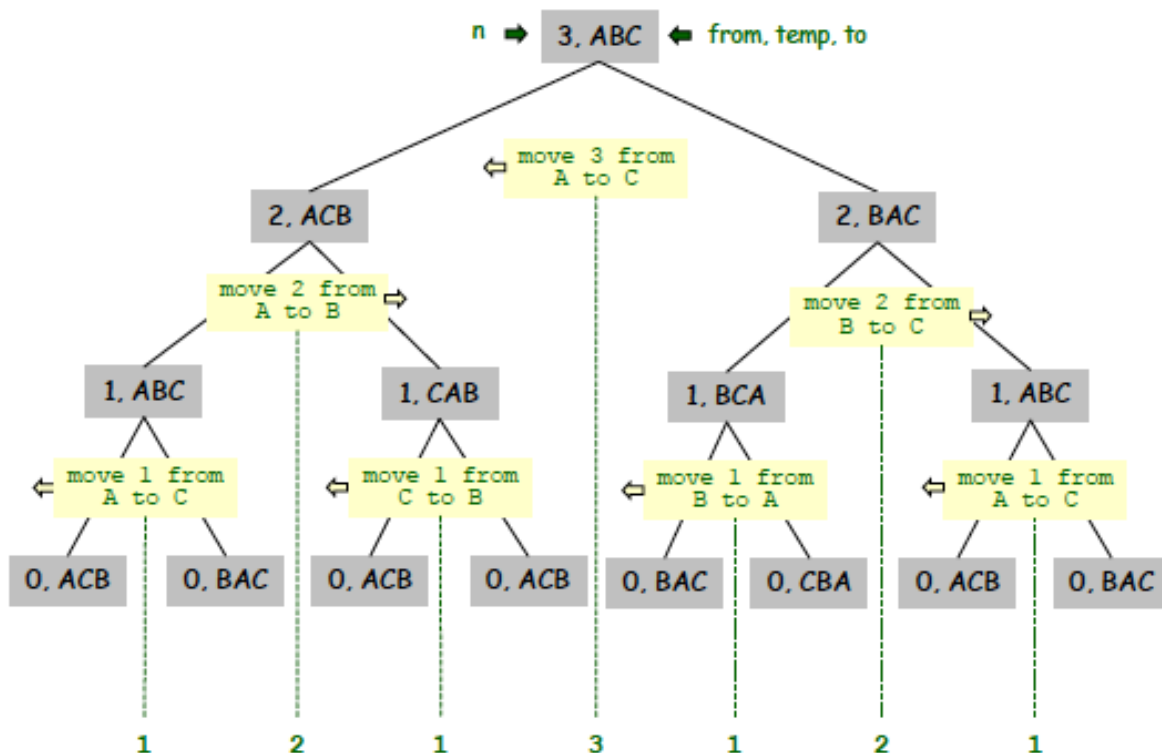 n 3, ABC from, temp, to
move 3 from
A to C
2, ACB 2, BAC
move 2 from
A to B
move 2 from
B to C
1, ABC 1, CAB 1, BCA 1, ABC
move 1 from
A to C
move 1 from
C to B
move 1 from
B to A
move 1 from
A to C
0, ACB 0, BAC 0, ACB 0, ACB 0, BAC 0, CBA 0, ACB 0, BAC
1 2 1 3 1 2 1